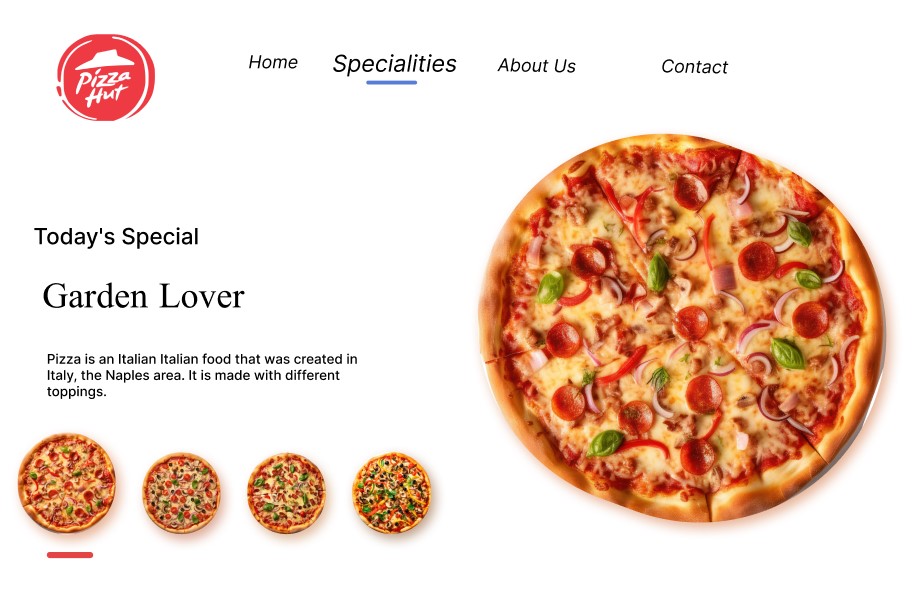 Pizza
Hut
Home
Specialities
About Us
Contact
Today's Special
Garden Lover
Pizza is an Italian Italian food that was created in
Italy, the Naples area. It is made with different
toppings.